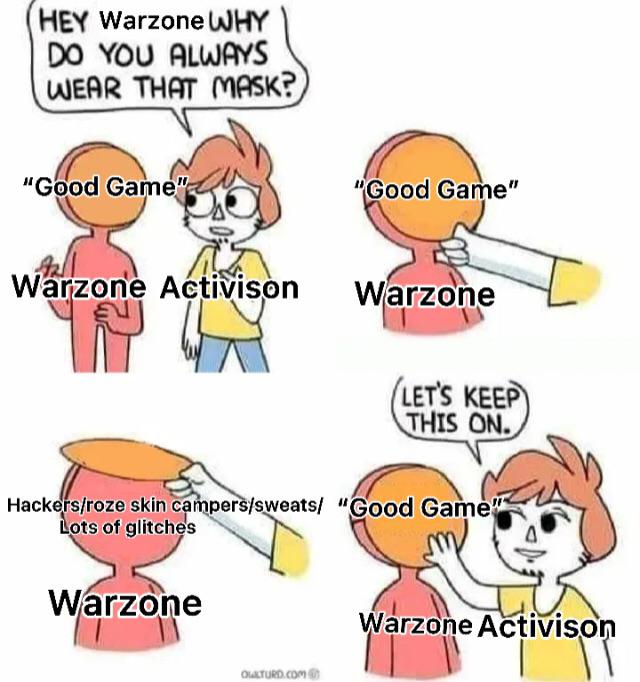 HEY Warzone WHY
DO YOU ALWAYS
WEAR THAT MASK?
"Good Game"
Warzone Activison
"Good Game"
Warzone
Hackers/roze skin campers/sweats/
Lots of glitches
Warzone
LET'S KEEP
THIS ON.
"Good Game"
Warzone Activison
OWLTURD.COM